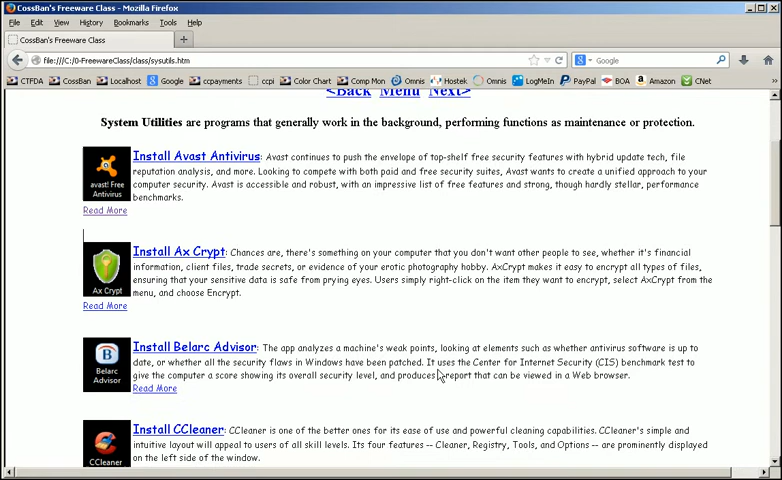 CossBan's Freeware Class - Mozilla Firefox
File Edit View History Bookmarks Tools Help
CossBan's Freeware Class
file:///C:/0-FreewareClass/class/sysutils.htm
Google
CTFDA CossBan Localhost Google ccpayments ccpi Color Chart Comp Mon Omnis Hostek Omnis LogMeIn PayPal BOA Amazon CNet
<Back Menu Next>
System Utilities are programs that generally work in the background, performing functions as maintenance or protection.
avast! Free
Antivirus
Install Avast Antivirus: Avast continues to push the envelope of top-shelf free security features with hybrid update tech, file
reputation analysis, and more. Looking to compete with both paid and free security suites, Avast wants to create a unified approach to your
computer security. Avast is accessible and robust, with an impressive list of free features and strong, though hardly stellar, performance
benchmarks.
Read More
Ax Crypt
Install Ax Crypt: Chances are, there's something on your computer that you don't want other people to see, whether it's financial
information, client files, trade secrets, or evidence of your erotic photography hobby. AxCrypt makes it easy to encrypt all types of files,
ensuring that your sensitive data is safe from prying eyes. Users simply right-click on the item they want to encrypt, select AxCrypt from the
menu, and choose Encrypt.
Read More
Belarc
Advisor
Install Belarc Advisor: The app analyzes a machine's weak points, looking at elements such as whether antivirus software is up to
date, or whether all the security flaws in Windows have been patched. It uses the Center for Internet Security (CIS) benchmark test to
give the computer a score showing its overall security level, and produces report that can be viewed in a Web browser.
Read More
CCleaner
Install CCleaner: CCleaner is one of the better ones for its ease of use and powerful cleaning capabilities. CCleaner's simple and
intuitive layout will appeal to users of all skill levels. Its four features -- Cleaner, Registry, Tools, and Options -- are prominently displayed
on the left side of the window.